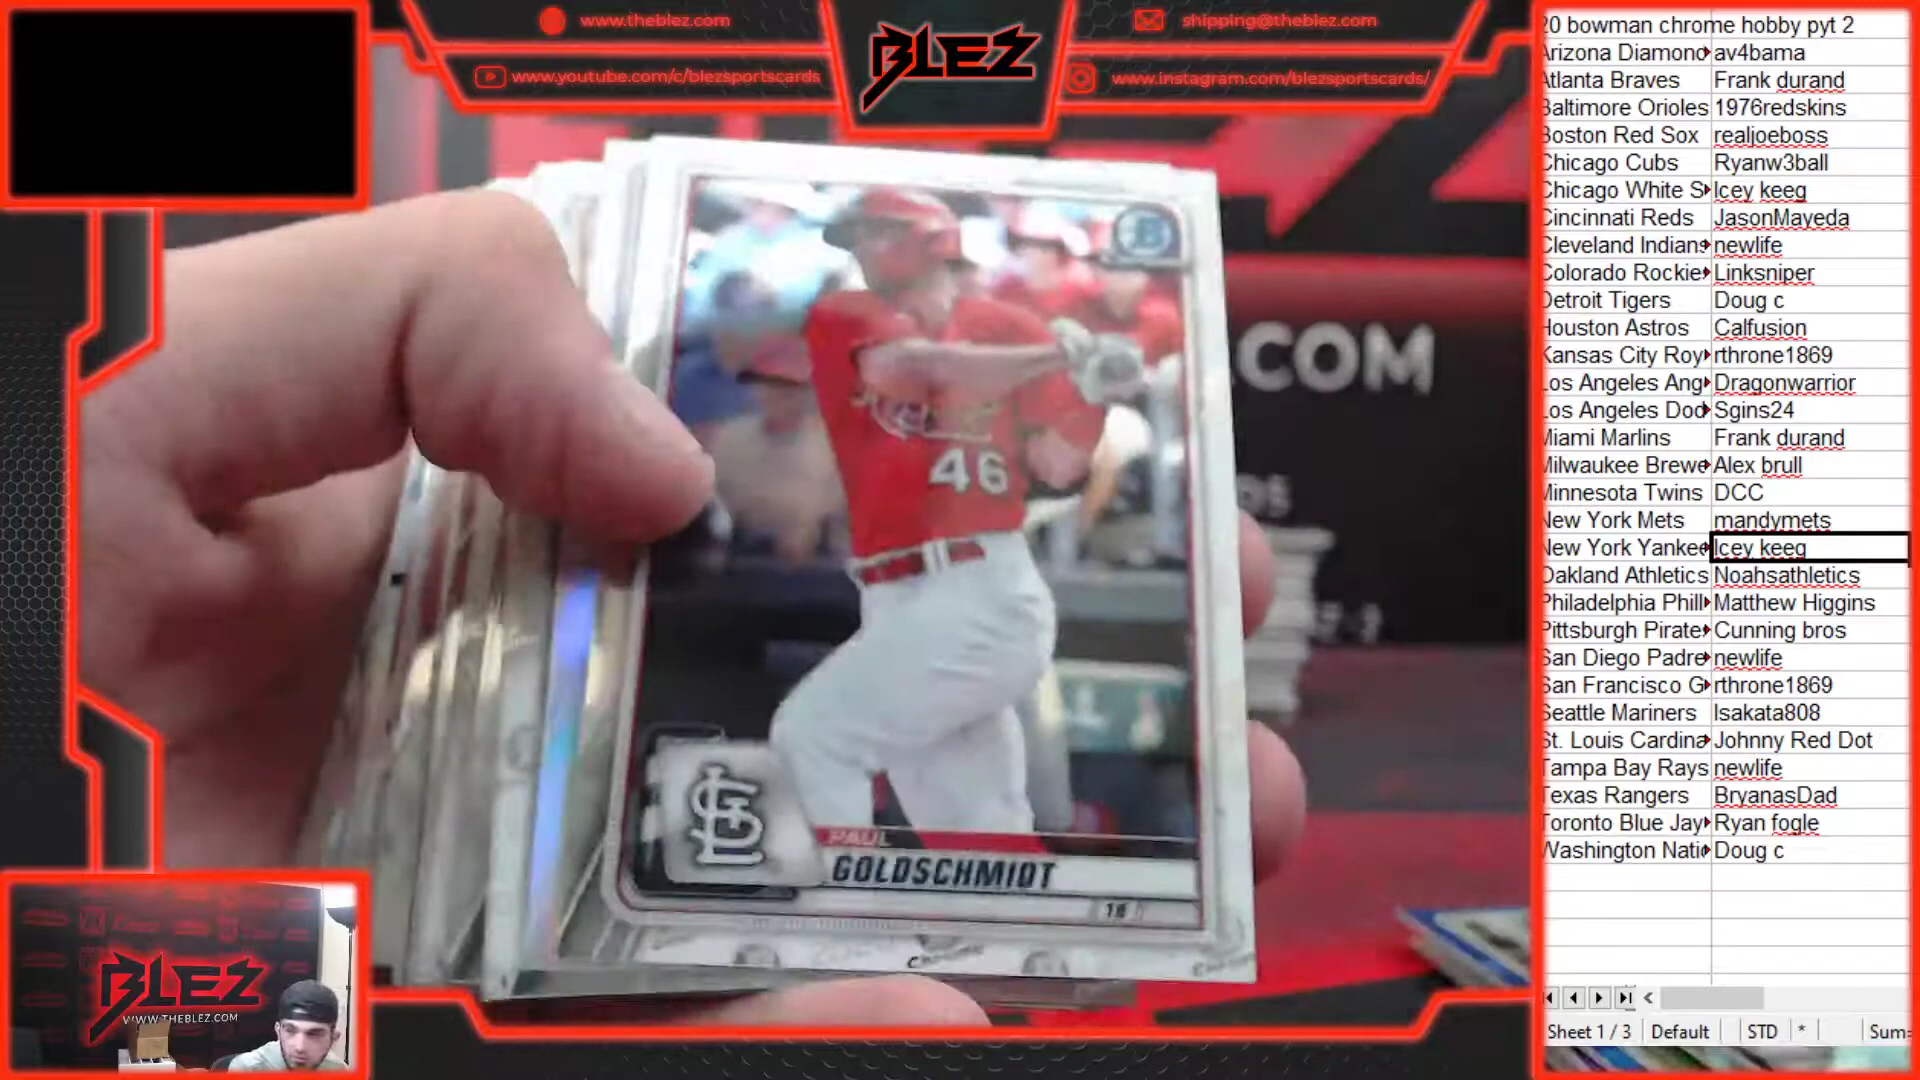 www.theblez.com
shipping@theblez.com
www.youtube.com/c/blezsportscards
www.instagram.com/blezsportscards/
BLEZ
.COM
46
PAUL
GOLDSCHMIDT
1B
Chrome
BLEZ
WWW.THEBLEZ.COM
20 bowman chrome hobby pyt 2
Arizona Diamond av4bama
Atlanta Braves Frank durand
Baltimore Orioles 1976redskins
Boston Red Sox realjoeboss
Chicago Cubs Ryanw3ball
Chicago White S Icey keeg
Cincinnati Reds JasonMayeda
Cleveland Indians newlife
Colorado Rockie Linksniper
Detroit Tigers Doug c
Houston Astros Calfusion
Kansas City Roy rthrone1869
Los Angeles Ang Dragonwarrior
Los Angeles Dod Sgins24
Miami Marlins Frank durand
Milwaukee Brewe Alex brull
Minnesota Twins DCC
New York Mets mandymets
New York Yankee Icey keeg
Oakland Athletics Noahsathletics
Philadelphia Phill Matthew Higgins
Pittsburgh Pirate Cunning bros
San Diego Padre newlife
San Francisco G rthrone1869
Seattle Mariners Isakata808
St. Louis Cardina Johnny Red Dot
Tampa Bay Rays newlife
Texas Rangers BryanasDad
Toronto Blue Jay Ryan fogle
Washington Nati Doug c
Sheet 1 / 3 Default STD * Sum=